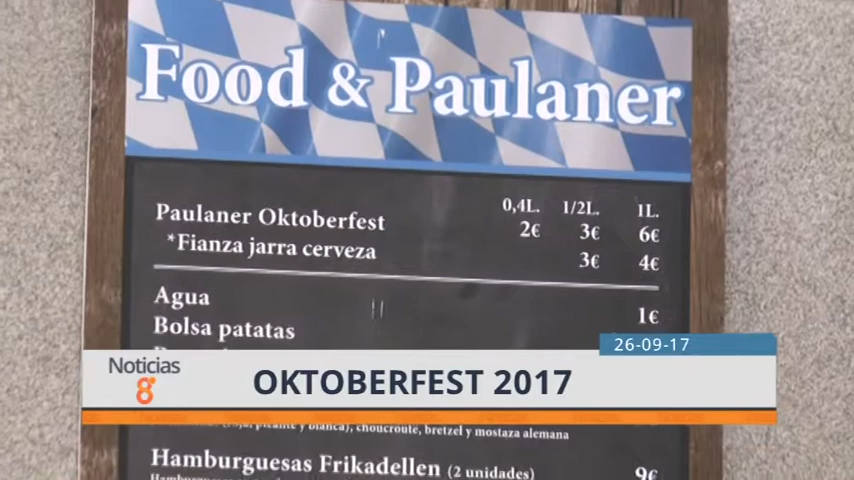 Food & Paulaner
0,4L. 1/2L. 1L.
Paulaner Oktoberfest 2€ 3€ 6€
*Fianza jarra cerveza 3€ 4€
Agua 1€
Bolsa patatas
26-09-17
Noticias
8
OKTOBERFEST 2017
y blanca), choucroute, bretzel y mostaza alemana
Hamburguesas Frikadellen (2 unidades) 9€